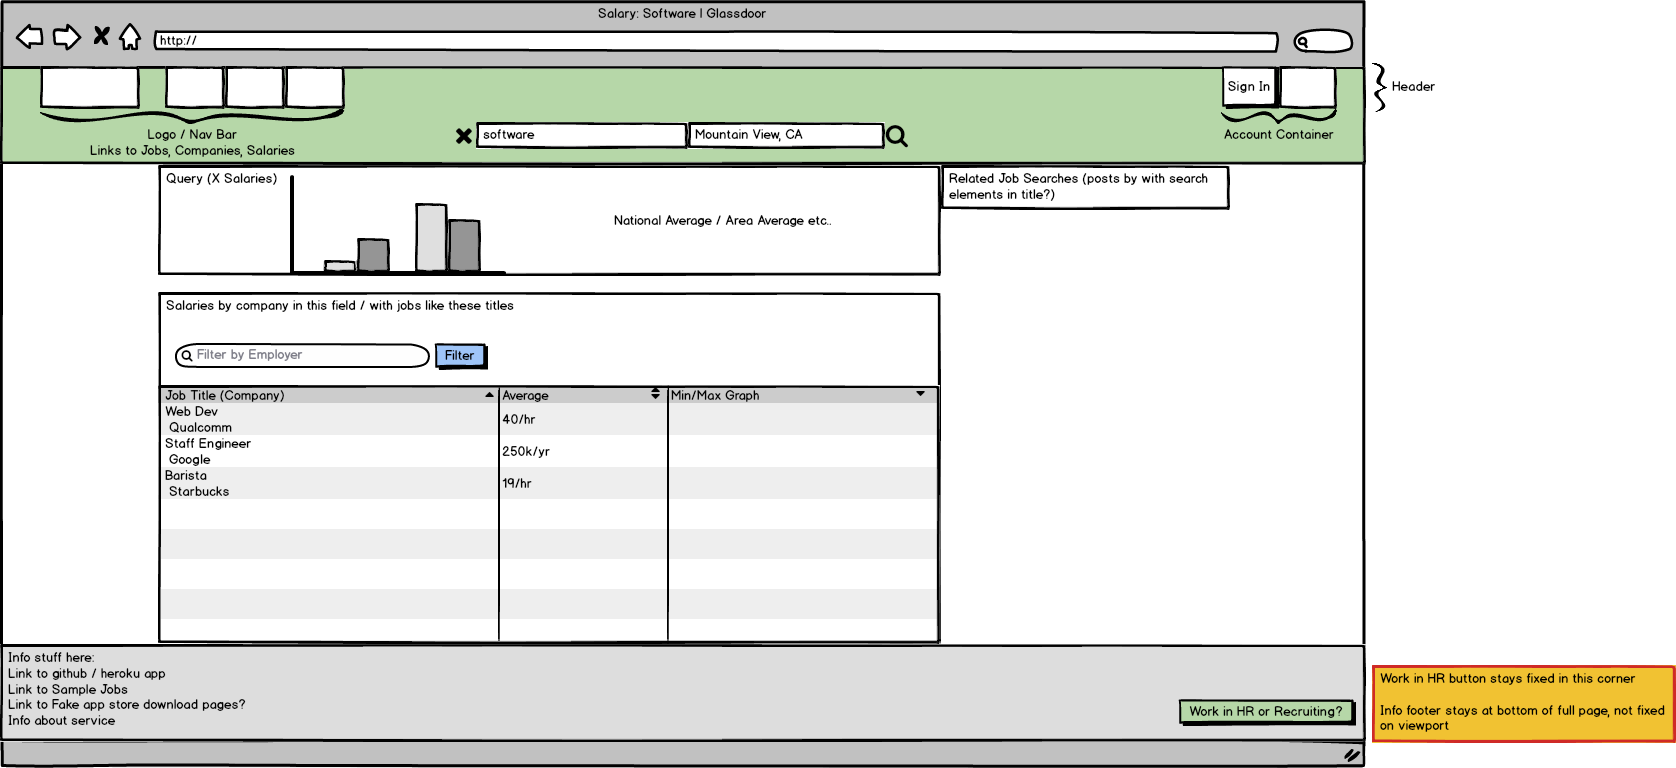 Salary: Software | Glassdoor
http://
Sign In
Header
Logo / Nav Bar
Links to Jobs, Companies, Salaries
software
Mountain View, CA
Account Container
Query (X Salaries)
National Average / Area Average etc..
Related Job Searches (posts by with search
elements in title?)
Salaries by company in this field / with jobs like these titles
Filter by Employer
Filter
Job Title (Company)
Average
Min/Max Graph
Web Dev
Qualcomm
40/hr
Staff Engineer
Google
250k/yr
Barista
Starbucks
19/hr
Info stuff here:
Link to github / heroku app
Link to Sample Jobs
Link to Fake app store download pages?
Info about service
Work in HR or Recruiting?
Work in HR button stays fixed in this corner
Info footer stays at bottom of full page, not fixed
on viewport